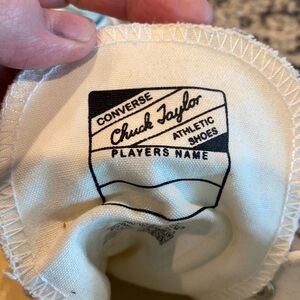 CONVERSE
Chuck Taylor
ATHLETIC
SHOES
PLAYERS NAME